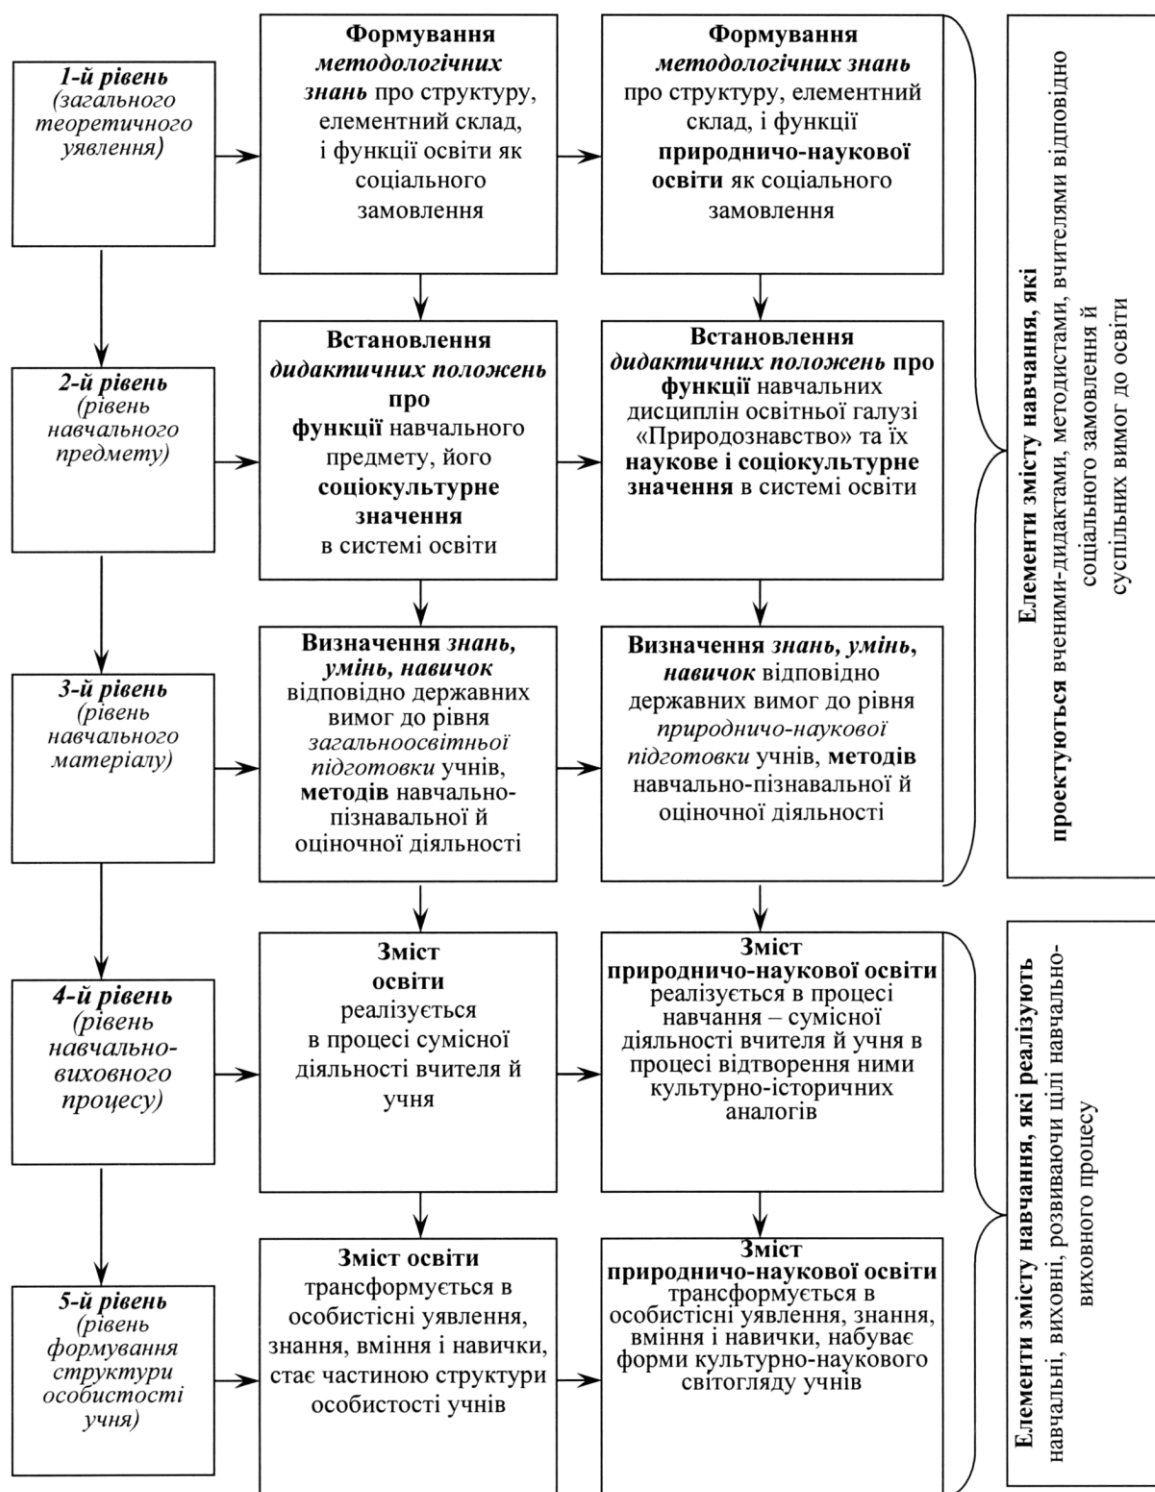 1-й рівень
(загального
теоретичного
уявлення)
Формування
методологічних
знань про структуру,
елементний склад,
і функції освіти як
соціального
замовлення
Формування
методологічних знань
про структуру, елементний
склад, і функції
природничо-наукової
освіти як соціального
замовлення
2-й рівень
(рівень
навчального
предмету)
Встановлення
дидактичних положень
про
функції навчального
предмету, його
соціокультурне
значення
в системі освіти
Встановлення
дидактичних положень про
функції навчальних
дисциплін освітньої галузі
«Природознавство» та їх
наукове і соціокультурне
значення в системі освіти
3-й рівень
(рівень
навчального
матеріалу)
Визначення знань,
умінь, навичок
відповідно державних
вимог до рівня
загальноосвітньої
підготовки учнів,
методів навчально-
пізнавальної й
оціночної діяльності
Визначення знань, умінь,
навичок відповідно
державних вимог до рівня
природничо-наукової
підготовки учнів, методів
навчально-пізнавальної й
оціночної діяльності
Елементи змісту навчання, які
проектуються вченими-дидактами, методистами, вчителями відповідно
соціального замовлення й
суспільних вимог до освіти
4-й рівень
(рівень
навчально-
виховного
процесу)
Зміст
освіти
реалізується
в процесі сумісної
діяльності вчителя й
учня
Зміст
природничо-наукової освіти
реалізується в процесі
навчання – сумісної
діяльності вчителя й учня в
процесі відтворення ними
культурно-історичних
аналогів
5-й рівень
(рівень
формування
структури
особистості
учня)
Зміст освіти
трансформується в
особистісні уявлення,
знання, вміння і навички,
стає частиною структури
особистості учнів
Зміст
природничо-наукової освіти
трансформується в
особистісні уявлення, знання,
вміння і навички, набуває
форми культурно-наукового
світогляду учнів
Елементи змісту навчання, які реалізують
навчальні, виховні, розвиваючи цілі навчально-
виховного процесу